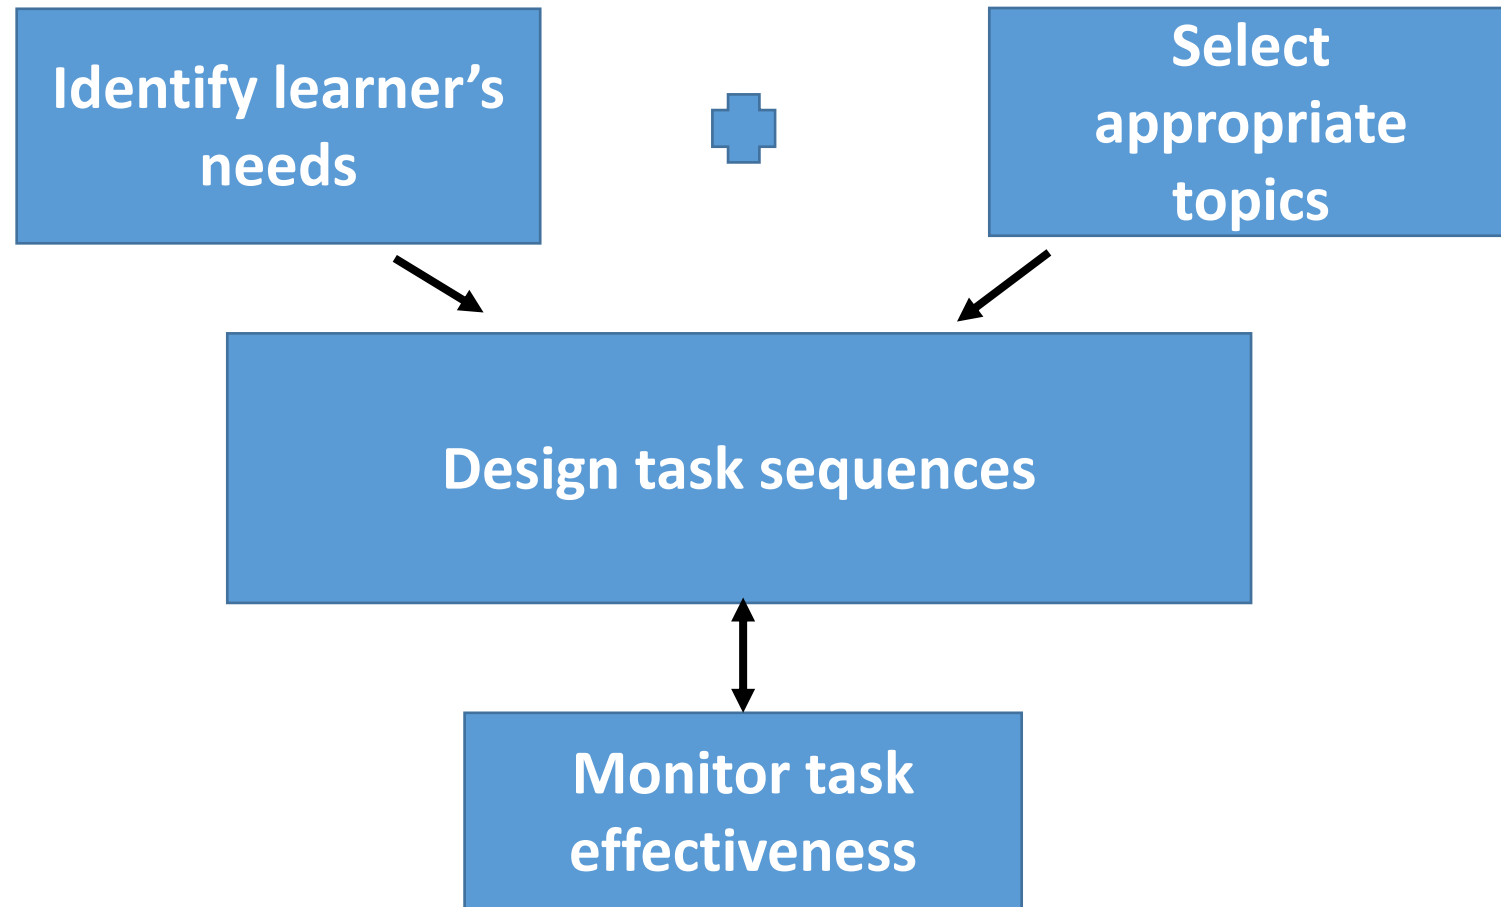 Identify learner’s
needs
Select
appropriate
topics
Design task sequences
Monitor task
effectiveness